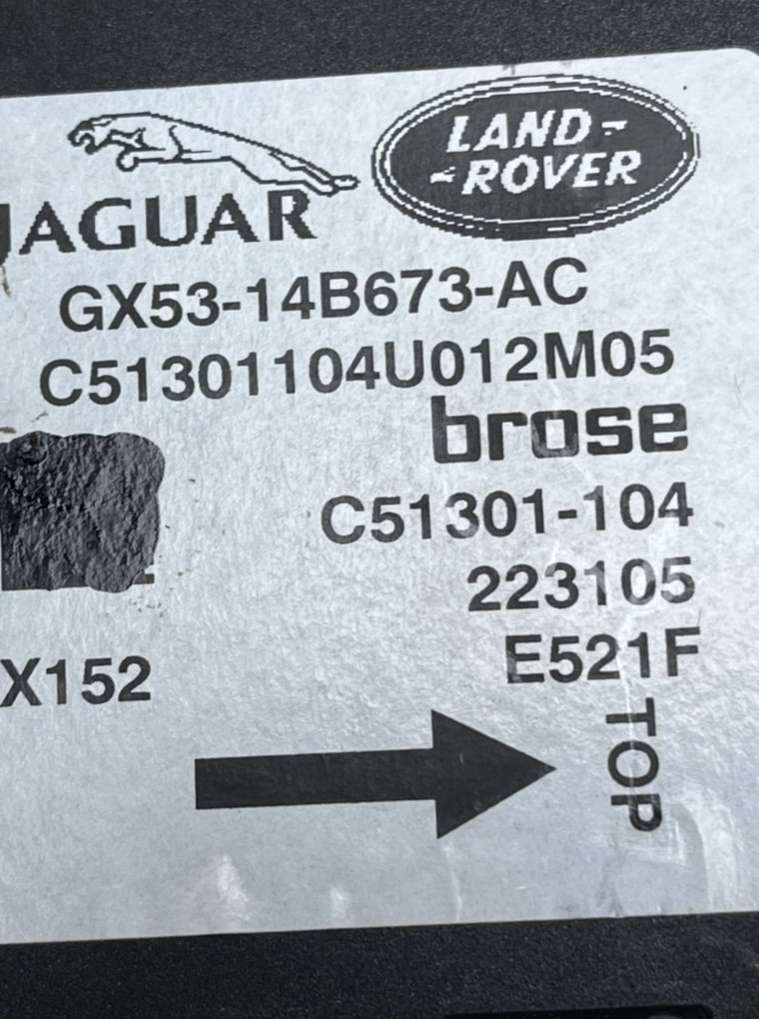 JAGUAR
LAND-
-ROVER
GX53-14B673-AC
C51301104U012M05
brose
C51301-104
223105
E521F
X152
TOP